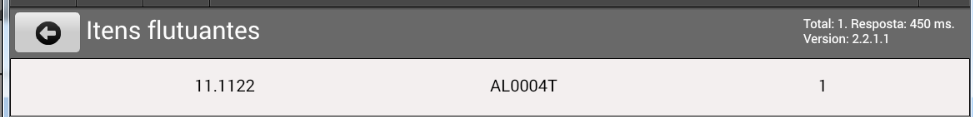 Itens flutuantes
Total: 1. Resposta: 450 ms.
Version: 2.2.1.1
11.1122 AL0004T 1